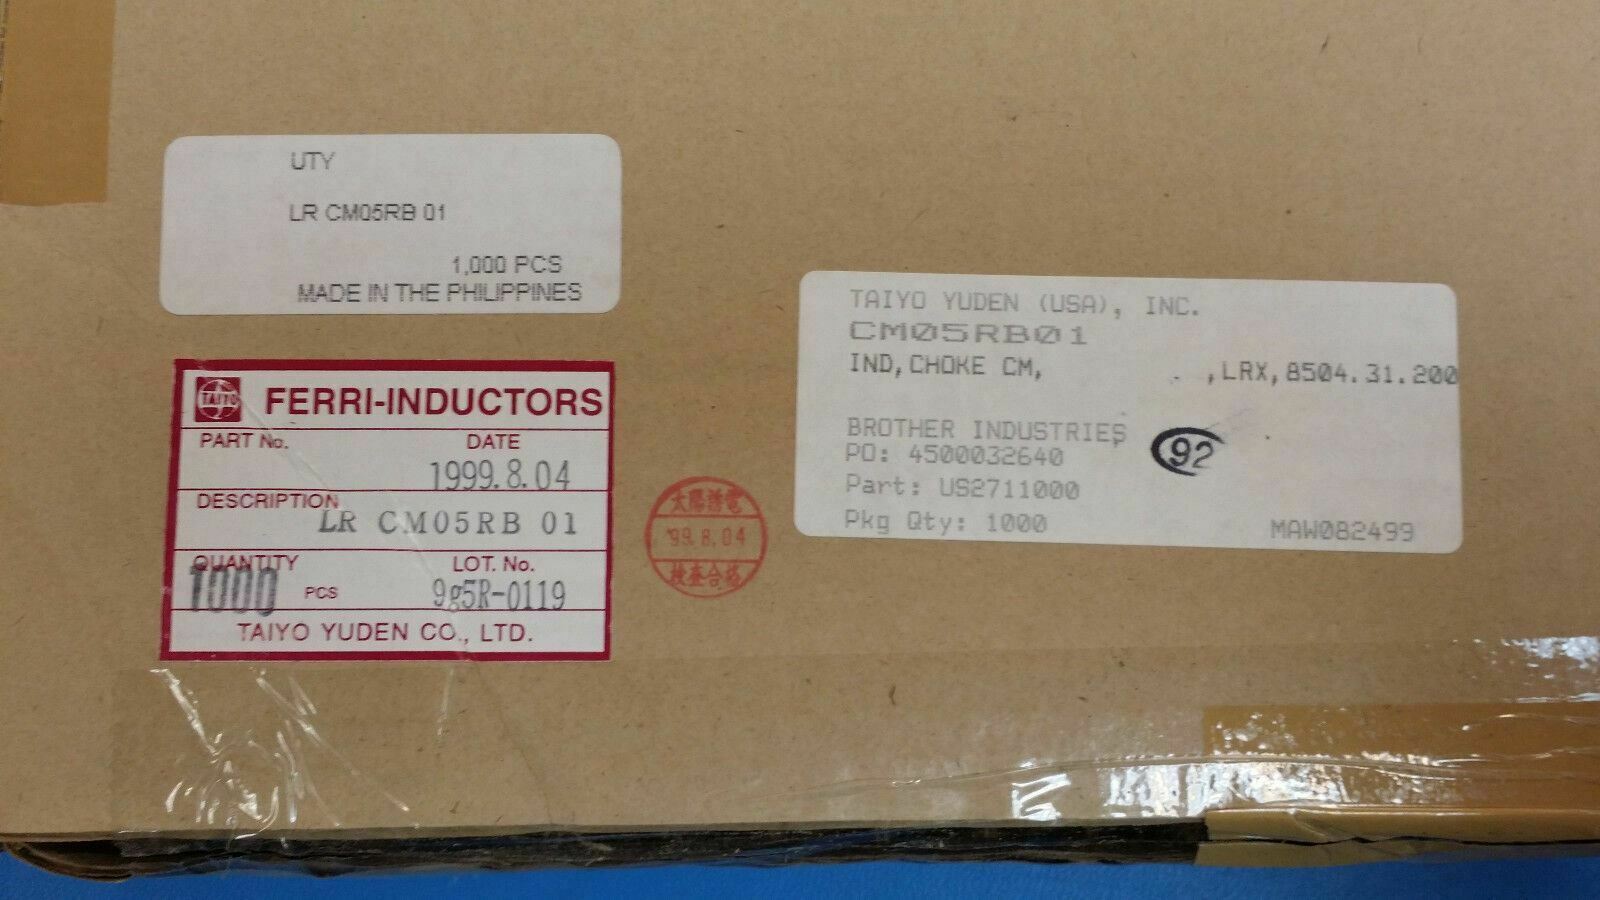 UTY
LR CM05RB 01
1,000 PCS
MADE IN THE PHILIPPINES
TAIYO
FERRI-INDUCTORS
PART No.
DATE
1999.8.04
DESCRIPTION
LR CM05RB 01
QUANTITY
LOT. No.
1000 PCS
9g5R-0119
TAIYO YUDEN CO., LTD.
太陽誘電
'99.8.04
検査合格
TAIYO YUDEN (USA), INC.
CM05RB01
IND, CHOKE CM, . ,LRX,8504.31.200
BROTHER INDUSTRIES
92
PO: 4500032640
Part: US2711000
Pkg Qty: 1000
MAW082499